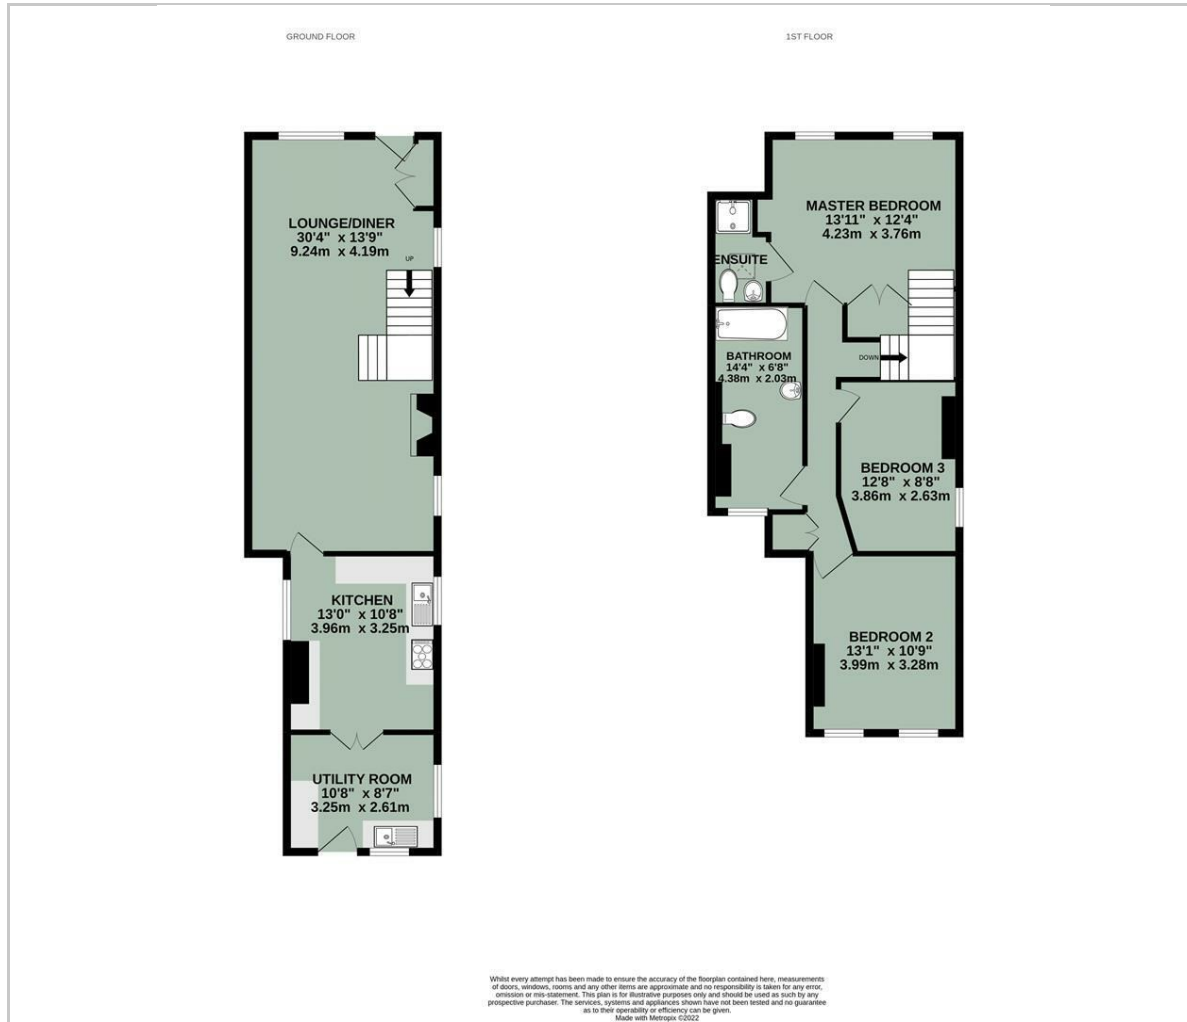 GROUND FLOOR
LOUNGE/DINER
30'4" x 13'9"
9.24m x 4.19m
UP
KITCHEN
13'0" x 10'8"
3.96m x 3.25m
UTILITY ROOM
10'8" x 8'7"
3.25m x 2.61m
1ST FLOOR
MASTER BEDROOM
13'11" x 12'4"
4.23m x 3.76m
ENSUITE
BATHROOM
14'4" x 6'8"
4.38m x 2.03m
DOWN
BEDROOM 3
12'8" x 8'8"
3.86m x 2.63m
BEDROOM 2
13'1" x 10'9"
3.99m x 3.28m
Whilst every attempt has been made to ensure the accuracy of the floorplan contained here, measurements
of doors, windows, rooms and any other items are approximate and no responsibility is taken for any error,
omission or mis-statement. This plan is for illustrative purposes only and should be used as such by any
prospective purchaser. The services, systems and appliances shown have not been tested and no guarantee
as to their operability or efficiency can be given.
Made with Metropix ©2022